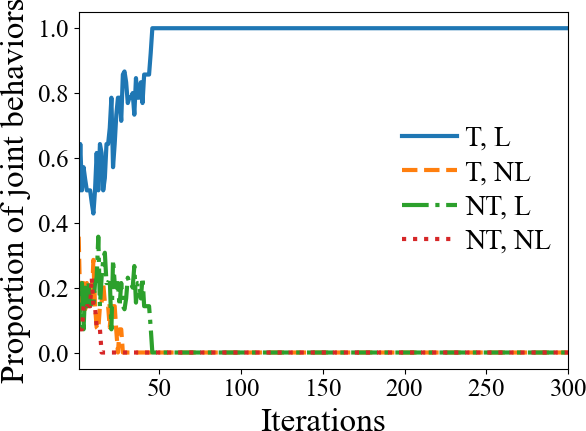 Proportion of joint behaviors
1.0
0.8
0.6
0.4
0.2
0.0
T, L
T, NL
NT, L
NT, NL
50 100 150 200 250 300
Iterations